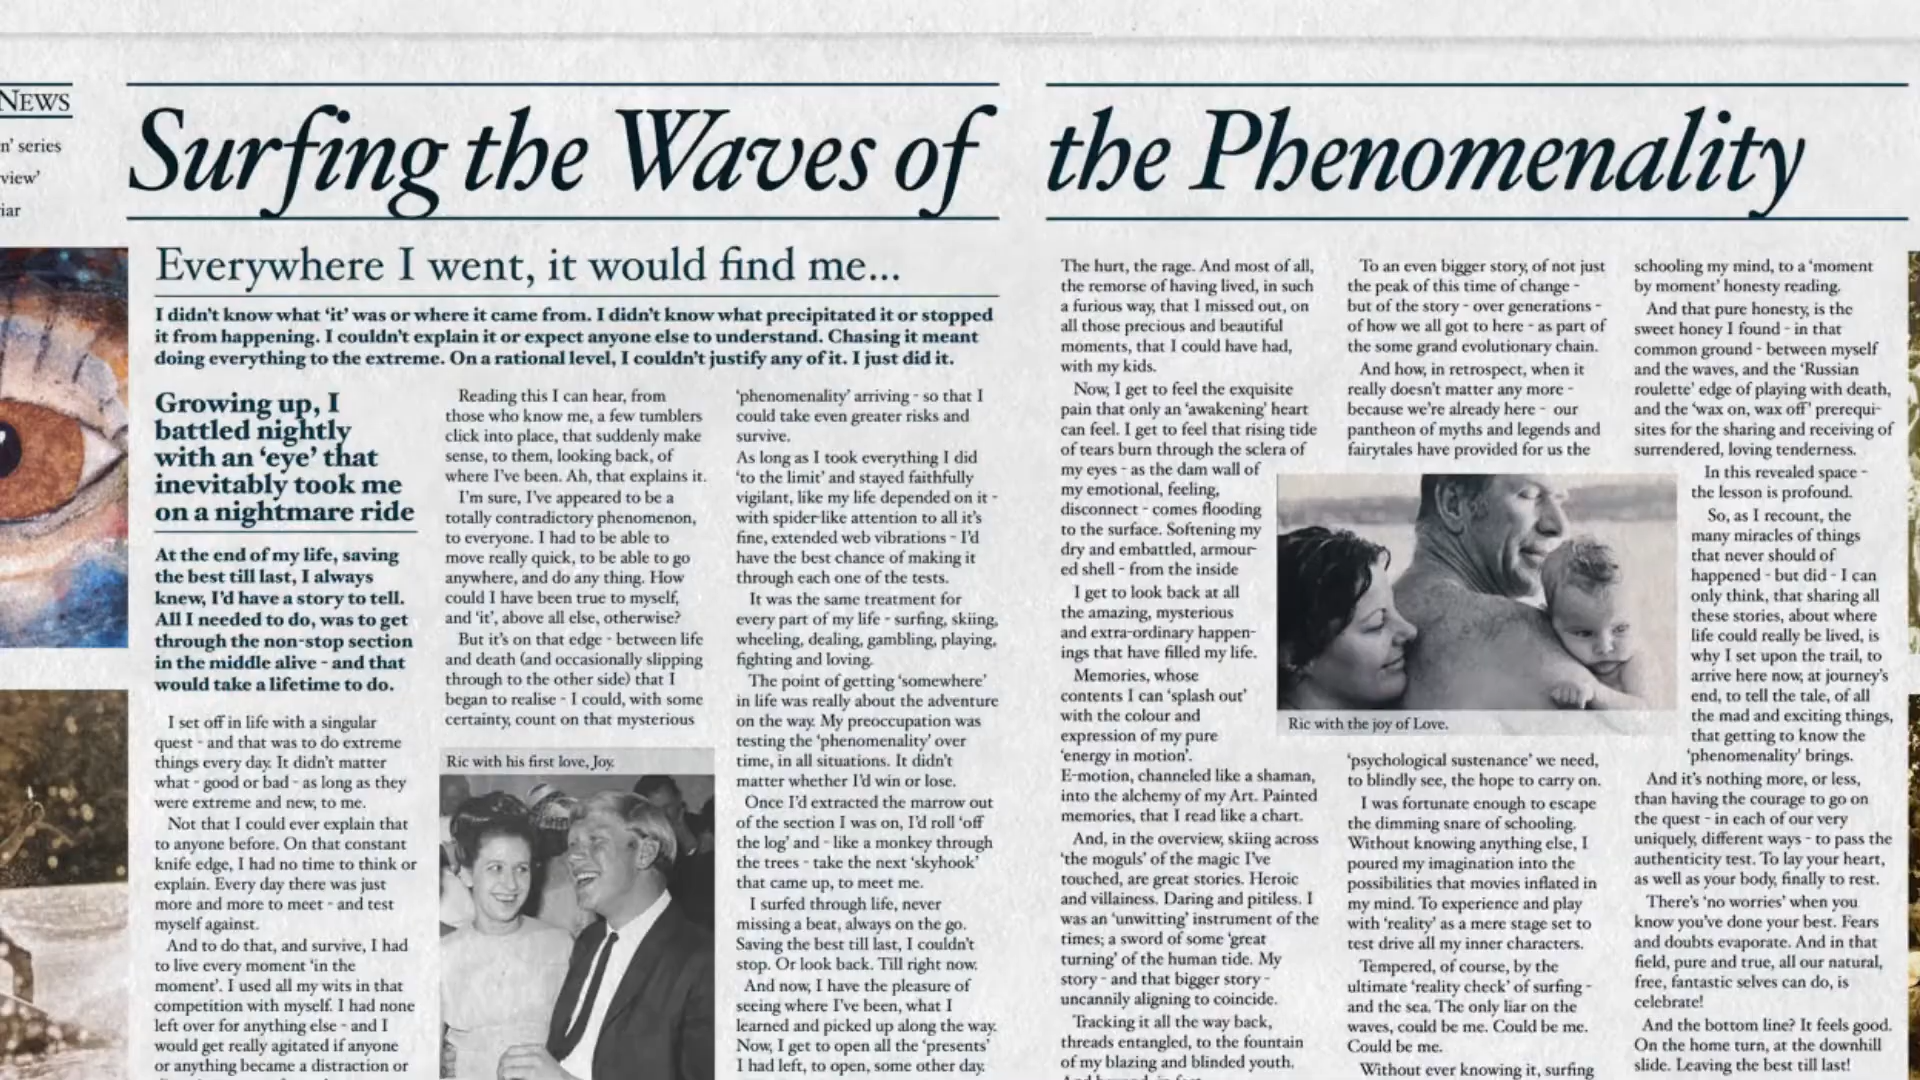 NEWS
n' series
view'
iar
Surfing the Waves of the Phenomenality
Everywhere I went, it would find me...
I didn't know what 'it' was or where it came from. I didn't know what precipitated it or stopped
it from happening. I couldn't explain it or expect anyone else to understand. Chasing it meant
doing everything to the extreme. On a rational level, I couldn't justify any of it. I just did it.
Growing up, I
battled nightly
with an 'eye' that
inevitably took me
on a nightmare ride
At the end of my life, saving
the best till last, I always
knew, I'd have a story to tell.
All I needed to do, was to get
through the non-stop section
in the middle alive - and that
would take a lifetime to do.
I set off in life with a singular
quest - and that was to do extreme
things every day. It didn't matter
what - good or bad - as long as they
were extreme and new, to me.
Not that I could ever explain that
to anyone before. On that constant
knife edge, I had no time to think or
explain. Every day there was just
more and more to meet - and test
myself against.
And to do that, and survive, I had
to live every moment 'in the
moment'. I used all my wits in that
competition with myself. I had none
left over for anything else - and I
would get really agitated if anyone
or anything became a distraction or
Reading this I can hear, from
those who know me, a few tumblers
click into place, that suddenly make
sense, to them, looking back, of
where I've been. Ah, that explains it.
I'm sure, I've appeared to be a
totally contradictory phenomenon,
to everyone. I had to be able to
move really quick, to be able to go
anywhere, and do any thing. How
could I have been true to myself,
and 'it', above all else, otherwise?
But it's on that edge - between life
and death (and occasionally slipping
through to the other side) that I
began to realise - I could, with some
certainty, count on that mysterious
Ric with his first love, Joy.
'phenomenality' arriving - so that I
could take even greater risks and
survive.
As long as I took everything I did
'to the limit' and stayed faithfully
vigilant, like my life depended on it -
with spider-like attention to all it's
fine, extended web vibrations - I'd
have the best chance of making it
through each one of the tests.
It was the same treatment for
every part of my life - surfing, skiing,
wheeling, dealing, gambling, playing,
fighting and loving.
The point of getting 'somewhere'
in life was really about the adventure
on the way. My preoccupation was
testing the 'phenomenality' over
time, in all situations. It didn't
matter whether I'd win or lose.
Once I'd extracted the marrow out
of the section I was on, I'd roll 'off
the log' and - like a monkey through
the trees - take the next 'skyhook'
that came up, to meet me.
I surfed through life, never
missing a beat, always on the go.
Saving the best till last, I couldn't
stop. Or look back. Till right now.
And now, I have the pleasure of
seeing where I've been, what I
learned and picked up along the way.
Now, I get to open all the 'presents'
I had left, to open, some other day.
The hurt, the rage. And most of all,
the remorse of having lived, in such
a furious way, that I missed out, on
all those precious and beautiful
moments, that I could have had,
with my kids.
Now, I get to feel the exquisite
pain that only an 'awakening' heart
can feel. I get to feel that rising tide
of tears burn through the sclera of
my eyes - as the dam wall of
my emotional, feeling,
disconnect - comes flooding
to the surface. Softening my
dry and embattled, armour-
ed shell - from the inside
I get to look back at all
the amazing, mysterious
and extra-ordinary happen-
ings that have filled my life.
Memories, whose
contents I can 'splash out'
with the colour and
expression of my pure
'energy in motion'.
E-motion, channeled like a shaman,
into the alchemy of my Art. Painted
memories, that I read like a chart.
And, in the overview, skiing across
'the moguls' of the magic I've
touched, are great stories. Heroic
and villainess. Daring and pitiless. I
was an 'unwitting' instrument of the
times; a sword of some 'great
turning' of the human tide. My
story - and that bigger story -
uncannily aligning to coincide.
Tracking it all the way back,
threads entangled, to the fountain
of my blazing and blinded youth.
To an even bigger story, of not just
the peak of this time of change -
but of the story - over generations -
of how we all got to here - as part of
the some grand evolutionary chain.
And how, in retrospect, when it
really doesn't matter any more -
because we're already here - our
pantheon of myths and legends and
fairytales have provided for us the
Ric with the joy of Love.
'psychological sustenance' we need,
to blindly see, the hope to carry on.
I was fortunate enough to escape
the dimming snare of schooling.
Without knowing anything else, I
poured my imagination into the
possibilities that movies inflated in
my mind. To experience and play
with 'reality' as a mere stage set to
test drive all my inner characters.
Tempered, of course, by the
ultimate 'reality check' of surfing -
and the sea. The only liar on the
waves, could be me. Could be me.
Could be me.
Without ever knowing it, surfing
schooling my mind, to a 'moment
by moment' honesty reading.
And that pure honesty, is the
sweet honey I found - in that
common ground - between myself
and the waves, and the 'Russian
roulette' edge of playing with death,
and the 'wax on, wax off' prerequi-
sites for the sharing and receiving of
surrendered, loving tenderness.
In this revealed space -
the lesson is profound.
So, as I recount, the
many miracles of things
that never should of
happened - but did - I can
only think, that sharing all
these stories, about where
life could really be lived, is
why I set upon the trail, to
arrive here now, at journey's
end, to tell the tale, of all
the mad and exciting things,
that getting to know the
'phenomenality' brings.
And it's nothing more, or less,
than having the courage to go on
the quest - in each of our very
uniquely, different ways - to pass the
authenticity test. To lay your heart,
as well as your body, finally to rest.
There's 'no worries' when you
know you've done your best. Fears
and doubts evaporate. And in that
field, pure and true, all our natural,
free, fantastic selves can do, is
celebrate!
And the bottom line? It feels good.
On the home turn, at the downhill
slide. Leaving the best till last!